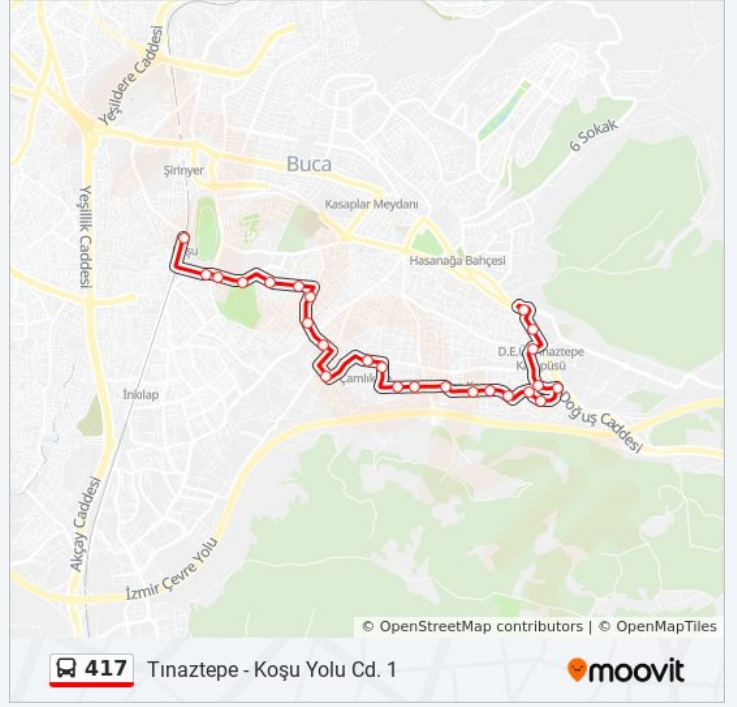 Yeşildere Caddesi
6 Sokak
Buca
Şirinyer
Yeşillik Caddesi
Kasaplar Meydanı
Hasanağa Bahçesi
Çamlık
İnkılap
Doğuş Caddesi
Akçay Caddesi
İzmir Çevre Yolu
© OpenStreetMap contributors | © OpenMapTiles
417 Tınaztepe - Koşu Yolu Cd. 1
moovit